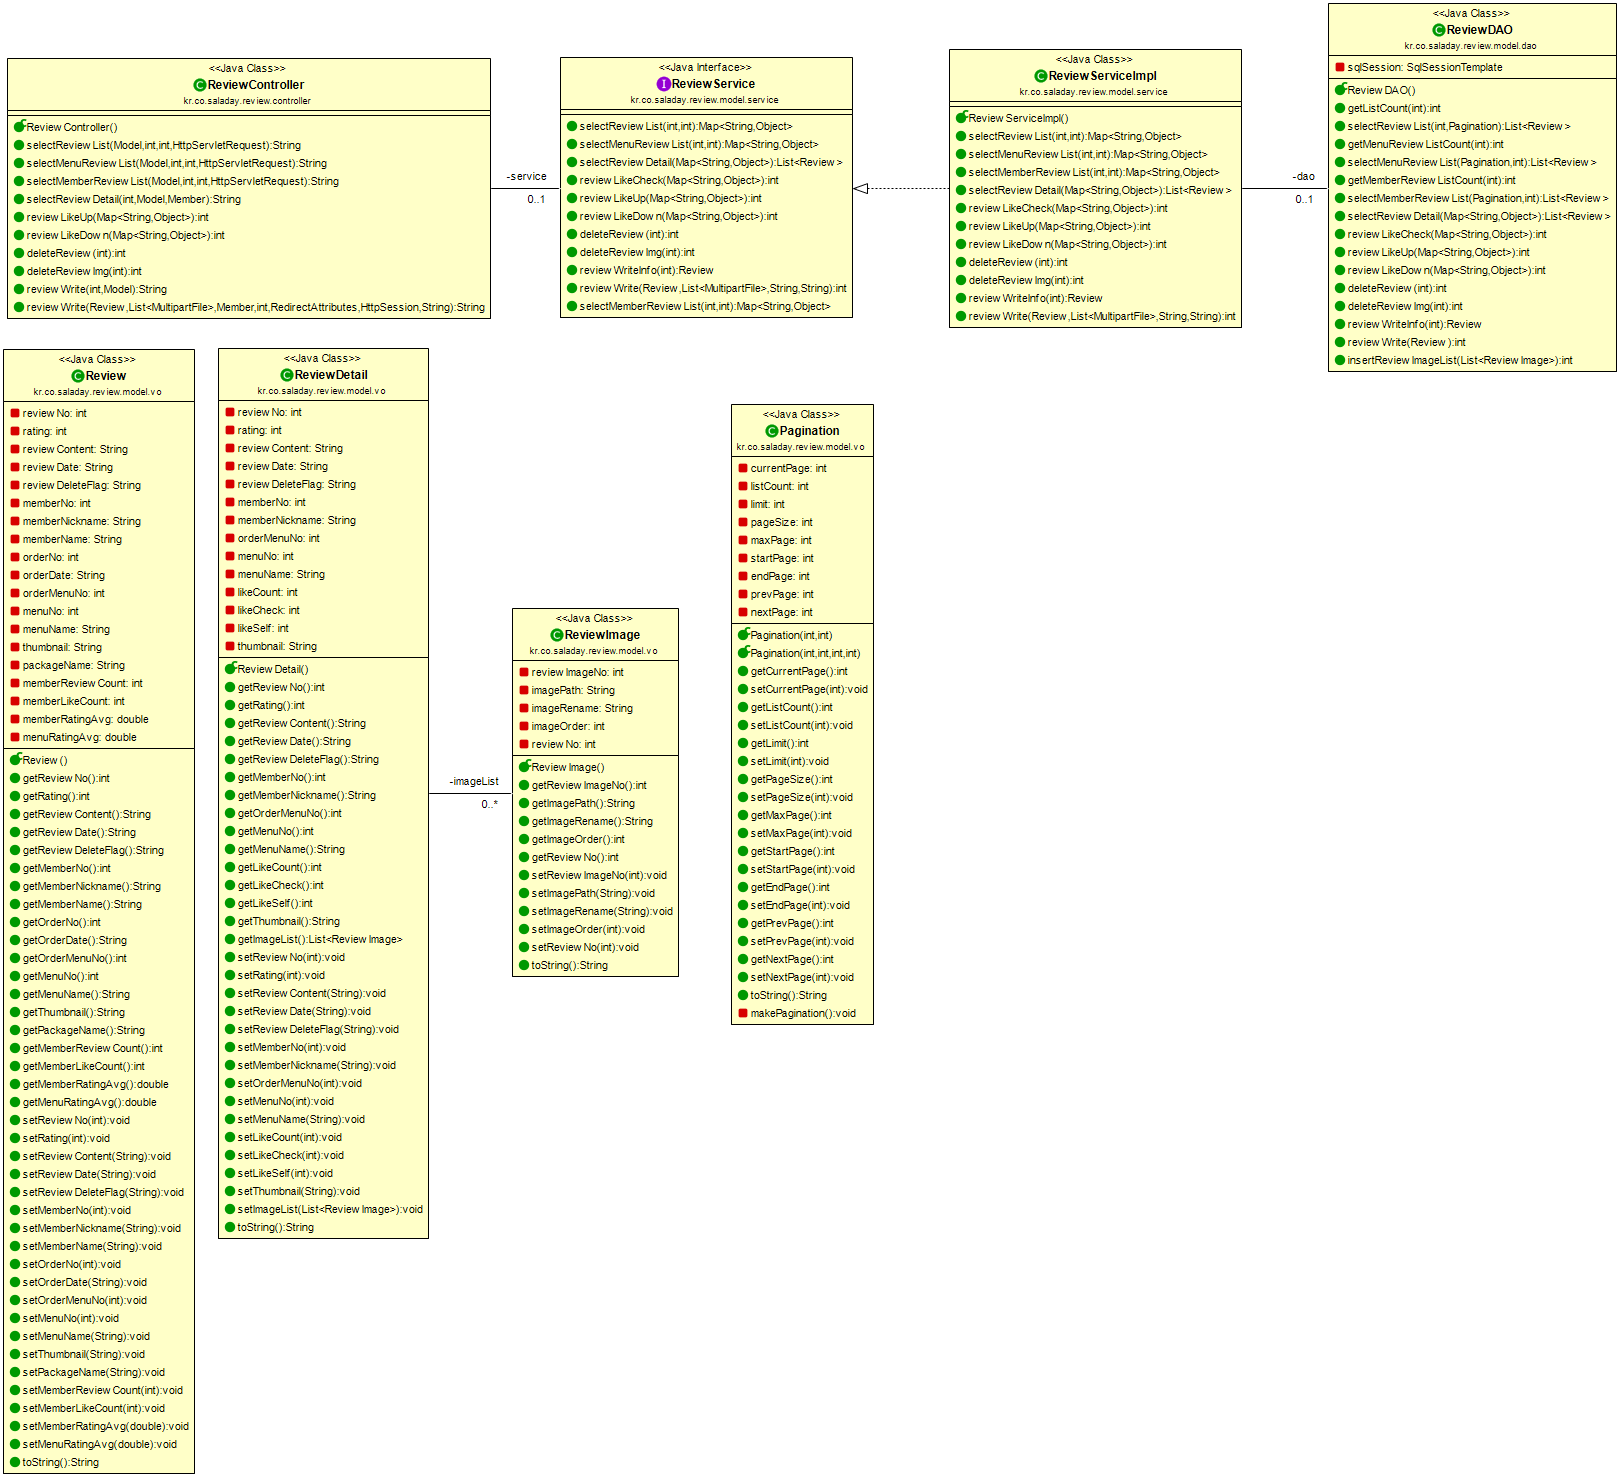 <<Java Class>>
ReviewController
kr.co.saladay.review.controller
Review Controller()
selectReview List(Model,int,int,HttpServletRequest):String
selectMenuReview List(Model,int,int,HttpServletRequest):String
selectMemberReview List(Model,int,int,HttpServletRequest):String
selectReview Detail(int,Model,Member):String
review LikeUp(Map<String,Object>):int
review LikeDow n(Map<String,Object>):int
deleteReview (int):int
deleteReview Img(int):int
review Write(int,Model):String
review Write(Review ,List<MultipartFile>,Member,int,RedirectAttributes,HttpSession,String):String
-service
0..1
<<Java Interface>>
ReviewService
kr.co.saladay.review.model.service
selectReview List(int,int):Map<String,Object>
selectMenuReview List(int,int):Map<String,Object>
selectReview Detail(Map<String,Object>):List<Review >
review LikeCheck(Map<String,Object>):int
review LikeUp(Map<String,Object>):int
review LikeDow n(Map<String,Object>):int
deleteReview (int):int
deleteReview Img(int):int
review WriteInfo(int):Review
review Write(Review ,List<MultipartFile>,String,String):int
selectMemberReview List(int,int):Map<String,Object>
<<Java Class>>
ReviewServiceImpl
kr.co.saladay.review.model.service
Review ServiceImpl()
selectReview List(int,int):Map<String,Object>
selectMenuReview List(int,int):Map<String,Object>
selectMemberReview List(int,int):Map<String,Object>
selectReview Detail(Map<String,Object>):List<Review >
review LikeCheck(Map<String,Object>):int
review LikeUp(Map<String,Object>):int
review LikeDow n(Map<String,Object>):int
deleteReview (int):int
deleteReview Img(int):int
review WriteInfo(int):Review
review Write(Review ,List<MultipartFile>,String,String):int
-dao
0..1
<<Java Class>>
ReviewDAO
kr.co.saladay.review.model.dao
sqlSession: SqlSessionTemplate
Review DAO()
getListCount(int):int
selectReview List(int,Pagination):List<Review >
getMenuReview ListCount(int):int
selectMenuReview List(Pagination,int):List<Review >
getMemberReview ListCount(int):int
selectMemberReview List(Pagination,int):List<Review >
selectReview Detail(Map<String,Object>):List<Review >
review LikeCheck(Map<String,Object>):int
review LikeUp(Map<String,Object>):int
review LikeDow n(Map<String,Object>):int
deleteReview (int):int
deleteReview Img(int):int
review WriteInfo(int):Review
review Write(Review ):int
insertReview ImageList(List<Review Image>):int
<<Java Class>>
Review
kr.co.saladay.review.model.vo
review No: int
rating: int
review Content: String
review Date: String
review DeleteFlag: String
memberNo: int
memberNickname: String
memberName: String
orderNo: int
orderDate: String
orderMenuNo: int
menuNo: int
menuName: String
thumbnail: String
packageName: String
memberReview Count: int
memberLikeCount: int
memberRatingAvg: double
menuRatingAvg: double
Review ()
getReview No():int
getRating():int
getReview Content():String
getReview Date():String
getReview DeleteFlag():String
getMemberNo():int
getMemberNickname():String
getMemberName():String
getOrderNo():int
getOrderDate():String
getOrderMenuNo():int
getMenuNo():int
getMenuName():String
getThumbnail():String
getPackageName():String
getMemberReview Count():int
getMemberLikeCount():int
getMemberRatingAvg():double
getMenuRatingAvg():double
setReview No(int):void
setRating(int):void
setReview Content(String):void
setReview Date(String):void
setReview DeleteFlag(String):void
setMemberNo(int):void
setMemberNickname(String):void
setMemberName(String):void
setOrderNo(int):void
setOrderDate(String):void
setOrderMenuNo(int):void
setMenuNo(int):void
setMenuName(String):void
setThumbnail(String):void
setPackageName(String):void
setMemberReview Count(int):void
setMemberLikeCount(int):void
setMemberRatingAvg(double):void
setMenuRatingAvg(double):void
toString():String
<<Java Class>>
ReviewDetail
kr.co.saladay.review.model.vo
review No: int
rating: int
review Content: String
review Date: String
review DeleteFlag: String
memberNo: int
memberNickname: String
orderMenuNo: int
menuNo: int
menuName: String
likeCount: int
likeCheck: int
likeSelf: int
thumbnail: String
Review Detail()
getReview No():int
getRating():int
getReview Content():String
getReview Date():String
getReview DeleteFlag():String
getMemberNo():int
getMemberNickname():String
getOrderMenuNo():int
getMenuNo():int
getMenuName():String
getLikeCount():int
getLikeCheck():int
getLikeSelf():int
getThumbnail():String
getImageList():List<Review Image>
setReview No(int):void
setRating(int):void
setReview Content(String):void
setReview Date(String):void
setReview DeleteFlag(String):void
setMemberNo(int):void
setMemberNickname(String):void
setOrderMenuNo(int):void
setMenuNo(int):void
setMenuName(String):void
setLikeCount(int):void
setLikeCheck(int):void
setLikeSelf(int):void
setThumbnail(String):void
setImageList(List<Review Image>):void
toString():String
-imageList
0..*
<<Java Class>>
ReviewImage
kr.co.saladay.review.model.vo
review ImageNo: int
imagePath: String
imageRename: String
imageOrder: int
review No: int
Review Image()
getReview ImageNo():int
getImagePath():String
getImageRename():String
getImageOrder():int
getReview No():int
setReview ImageNo(int):void
setImagePath(String):void
setImageRename(String):void
setImageOrder(int):void
setReview No(int):void
toString():String
<<Java Class>>
Pagination
kr.co.saladay.review.model.vo
currentPage: int
listCount: int
limit: int
pageSize: int
maxPage: int
startPage: int
endPage: int
prevPage: int
nextPage: int
Pagination(int,int)
Pagination(int,int,int,int)
getCurrentPage():int
setCurrentPage(int):void
getListCount():int
setListCount(int):void
getLimit():int
setLimit(int):void
getPageSize():int
setPageSize(int):void
getMaxPage():int
setMaxPage(int):void
getStartPage():int
setStartPage(int):void
getEndPage():int
setEndPage(int):void
getPrevPage():int
setPrevPage(int):void
getNextPage():int
setNextPage(int):void
toString():String
makePagination():void